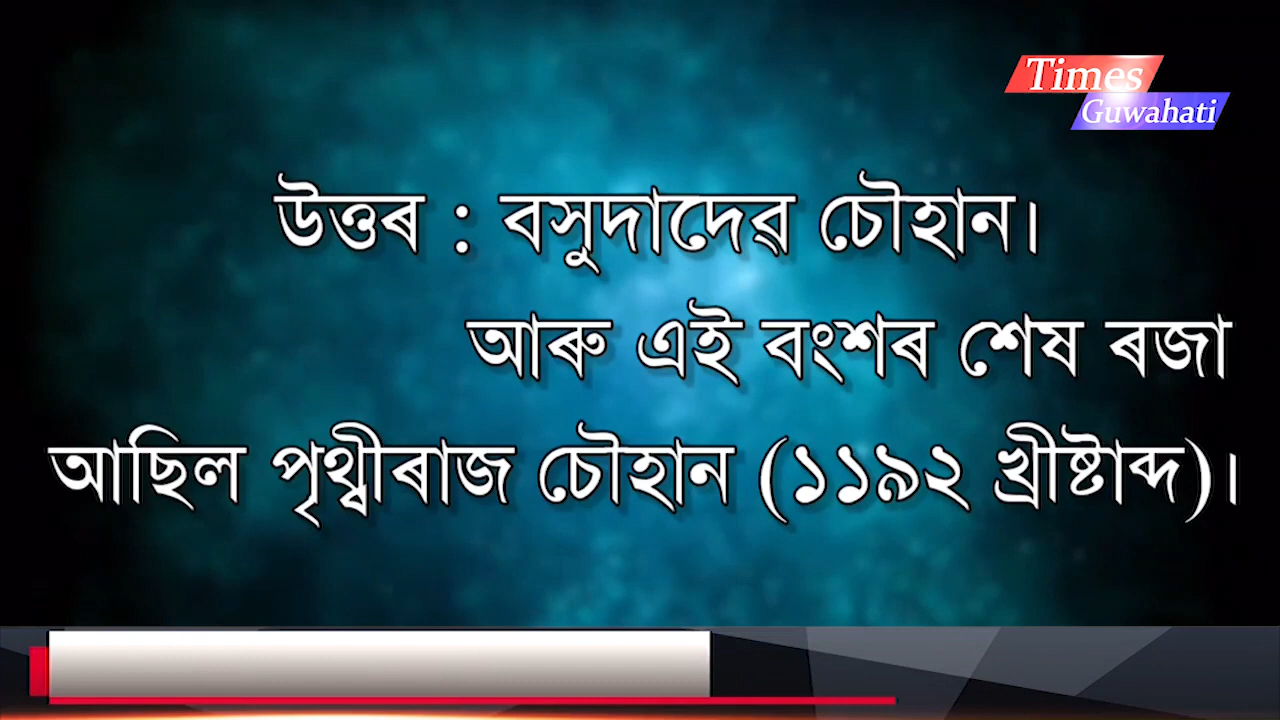 Times
Guwahati
উত্তৰ : বসুদাদেৱ চৌহান।
আৰু এই বংশৰ শেষ ৰজা
আছিল পৃথ্বীৰাজ চৌহান (১১৯২ খ্ৰীষ্টাব্দ)।